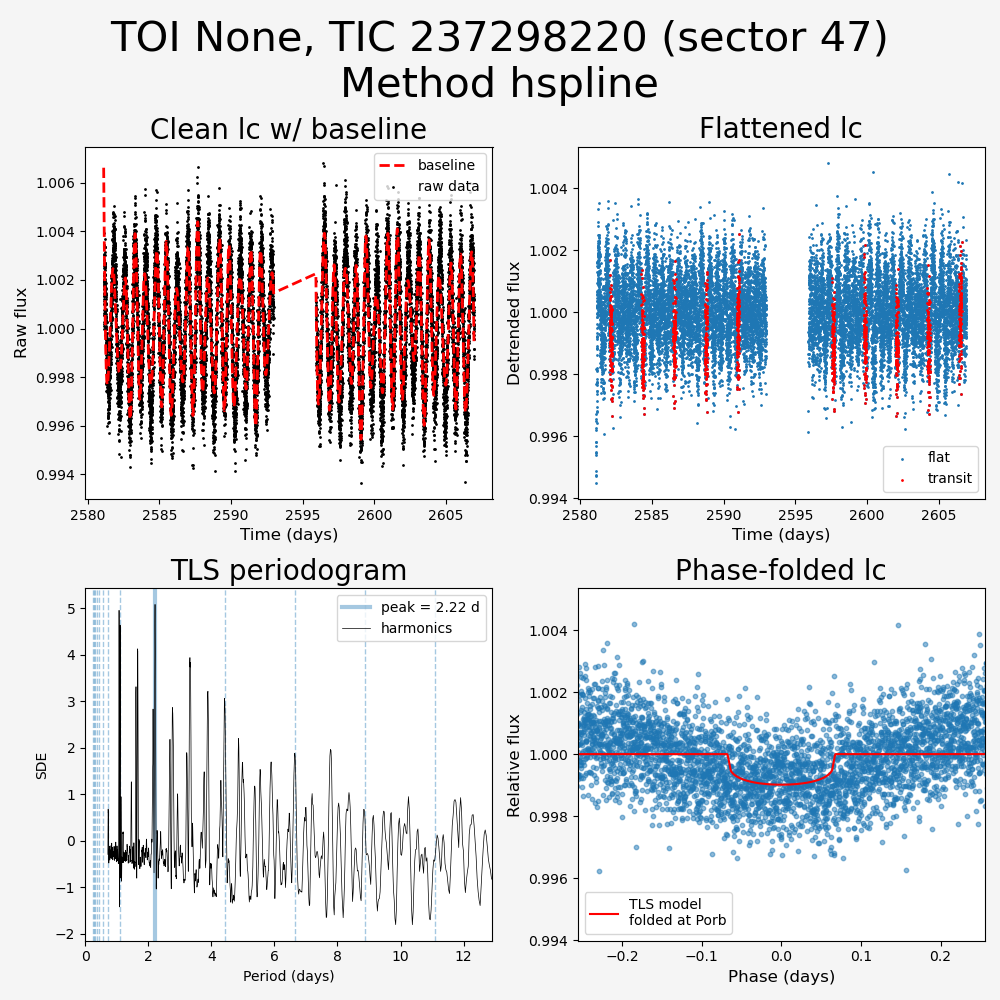 TOI None, TIC 237298220 (sector 47)
Method hspline
Clean lc w/ baseline
Raw flux
1.006
1.004
1.002
1.000
0.998
0.996
0.994
baseline
raw data
2580 2585 2590 2595 2600 2605
Time (days)
Flattened lc
Detrended flux
1.004
1.002
1.000
0.998
0.996
0.994
flat
transit
2580 2585 2590 2595 2600 2605
Time (days)
TLS periodogram
SDE
5
4
3
2
1
0
−1
−2
peak = 2.22 d
harmonics
0 2 4 6 8 10 12
Period (days)
Phase-folded lc
Relative flux
1.004
1.002
1.000
0.998
0.996
0.994
TLS model
folded at Porb
−0.2 −0.1 0.0 0.1 0.2
Phase (days)